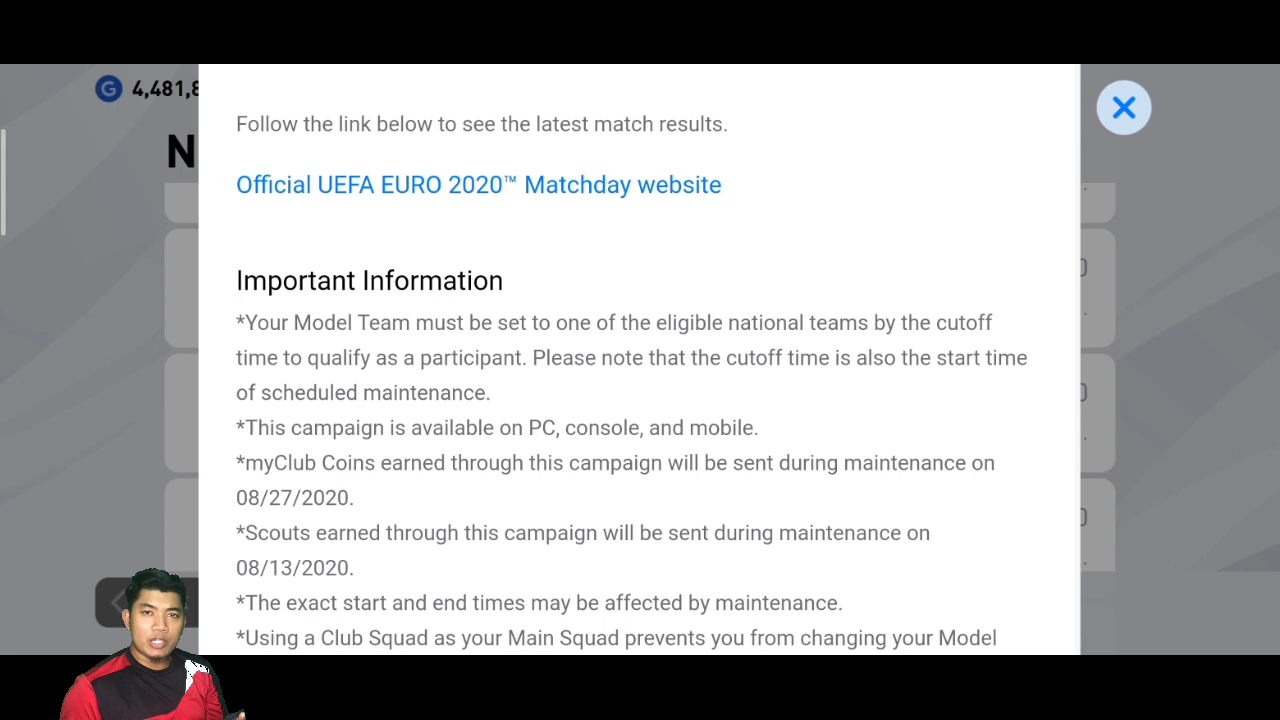 4,481,8
N
Follow the link below to see the latest match results.
Official UEFA EURO 2020™ Matchday website
Important Information
*Your Model Team must be set to one of the eligible national teams by the cutoff
time to qualify as a participant. Please note that the cutoff time is also the start time
of scheduled maintenance.
*This campaign is available on PC, console, and mobile.
*myClub Coins earned through this campaign will be sent during maintenance on
08/27/2020.
*Scouts earned through this campaign will be sent during maintenance on
08/13/2020.
*The exact start and end times may be affected by maintenance.
*Using a Club Squad as your Main Squad prevents you from changing your Model